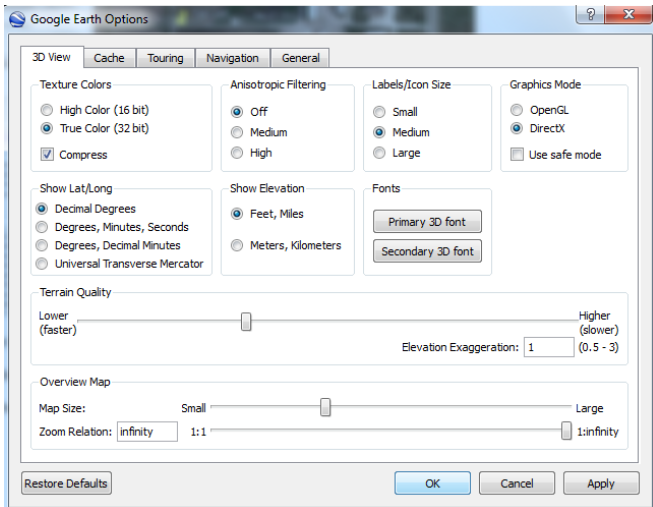 Google Earth Options
3D View Cache Touring Navigation General
Texture Colors
High Color (16 bit)
True Color (32 bit)
Compress
Anisotropic Filtering
Off
Medium
High
Labels/Icon Size
Small
Medium
Large
Graphics Mode
OpenGL
DirectX
Use safe mode
Show Lat/Long
Decimal Degrees
Degrees, Minutes, Seconds
Degrees, Decimal Minutes
Universal Transverse Mercator
Show Elevation
Feet, Miles
Meters, Kilometers
Fonts
Primary 3D font
Secondary 3D font
Terrain Quality
Lower
(faster)
Higher
(slower)
Elevation Exaggeration: 1 (0.5 - 3)
Overview Map
Map Size: Small Large
Zoom Relation: infinity 1:1 1:infinity
Restore Defaults OK Cancel Apply